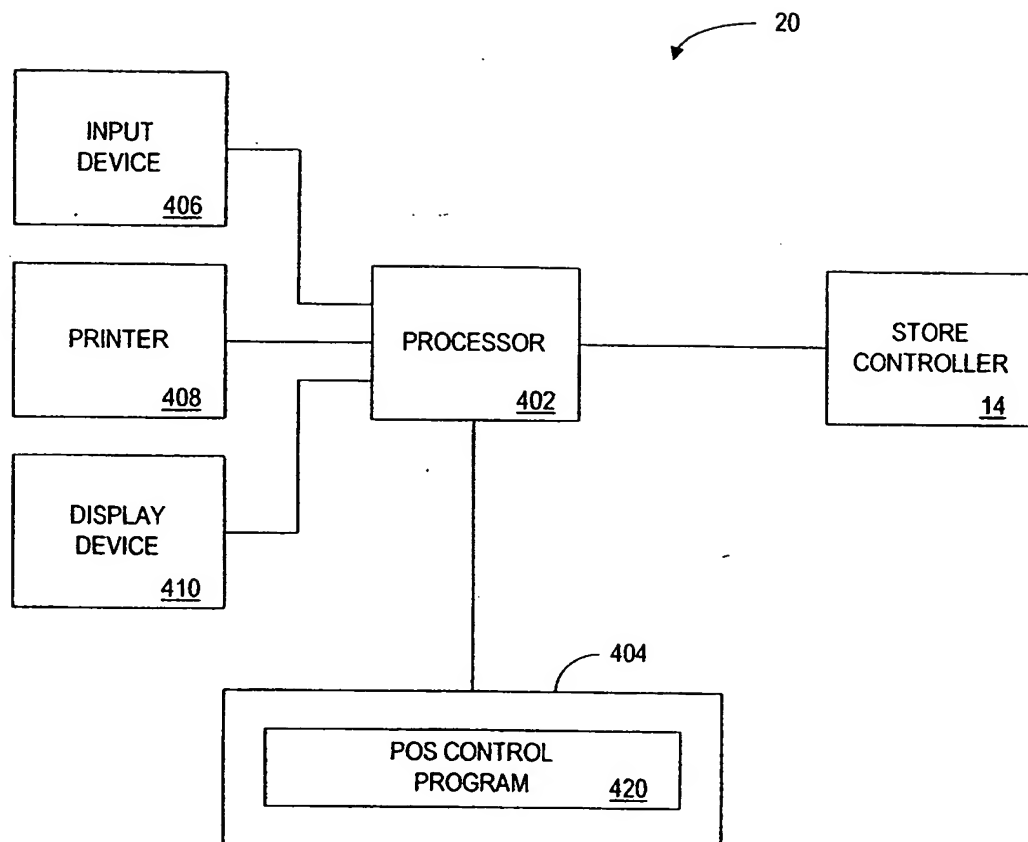 20
INPUT
DEVICE
406
PRINTER
408
DISPLAY
DEVICE
410
PROCESSOR
402
STORE
CONTROLLER
14
404
POS CONTROL
PROGRAM
420